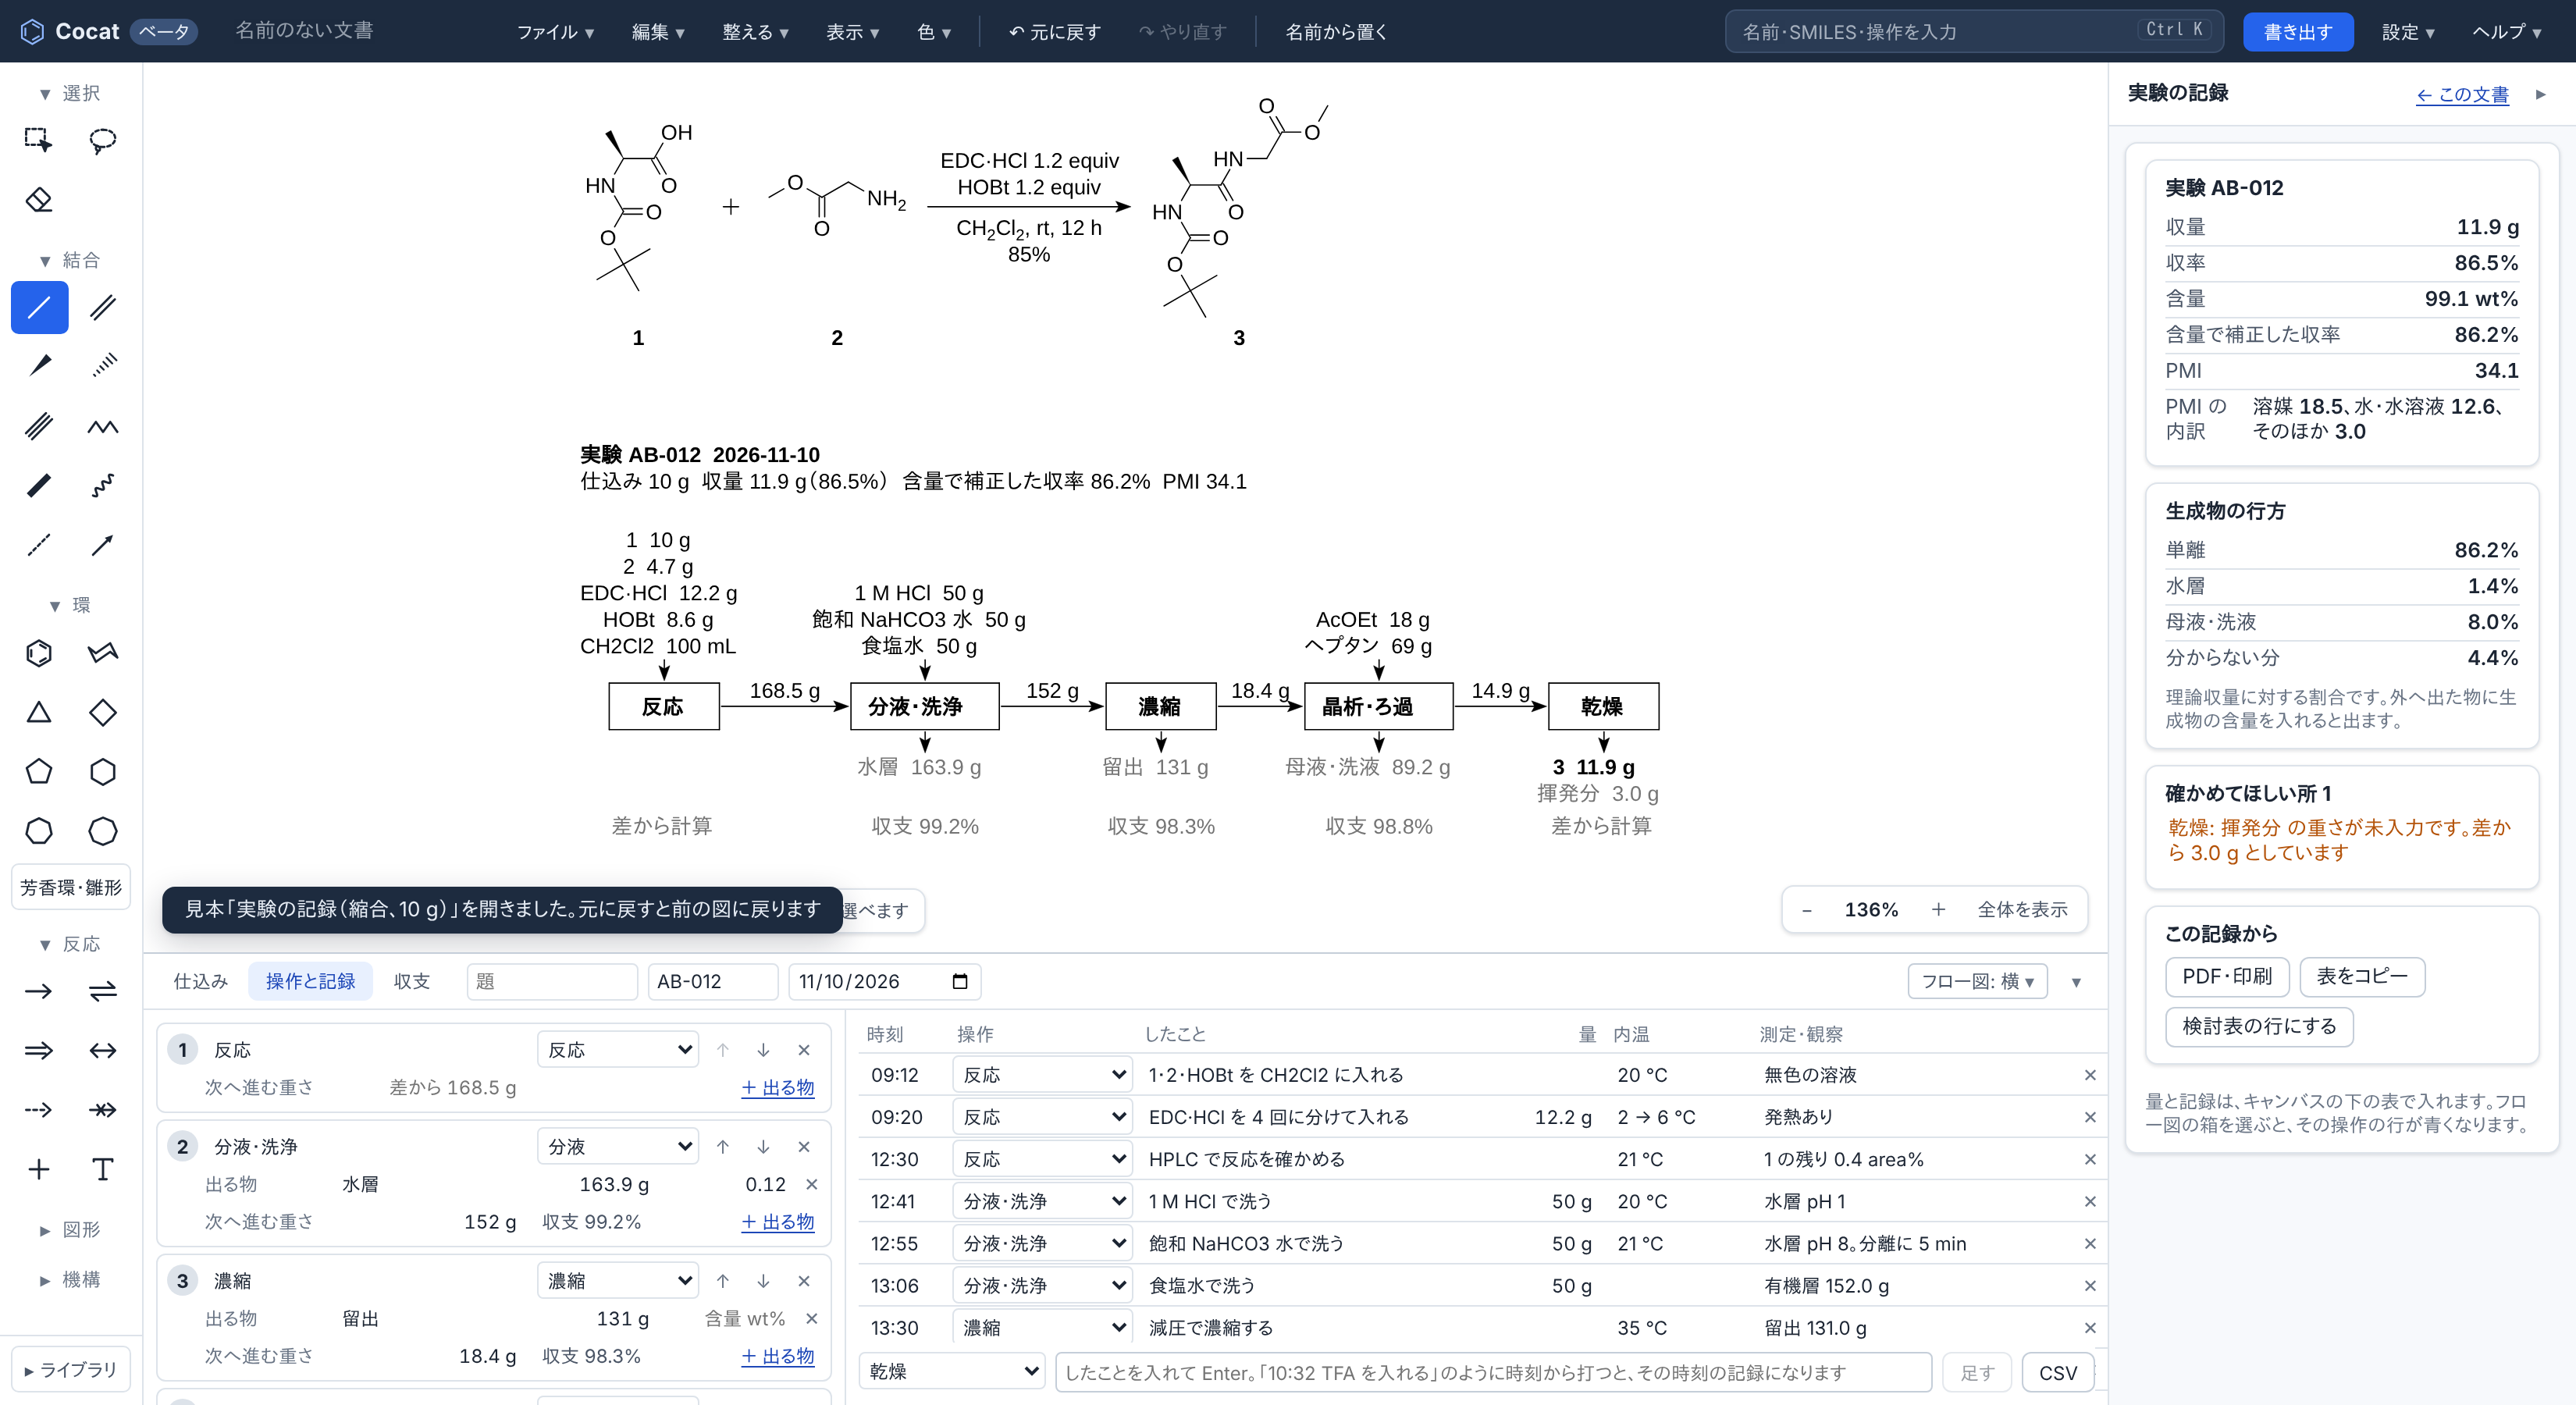 Cocat ベータ 名前のない文書 ファイル ▾ 編集 ▾ 整える ▾ 表示 ▾ 色 ▾ ↶ 元に戻す ↷ やり直す 名前から置く 名前・SMILES・操作を入力 Ctrl K 書き出す 設定 ▾ ヘルプ ▾
▼ 選択
▼ 結合
▼ 環
芳香環・雛形
▼ 反応
T
▶ 図形
▶ 機構
▶ ライブラリ
OH
O
HN
O
O
1
+
O
O
NH2
2
EDC·HCl 1.2 equiv
HOBt 1.2 equiv
CH2Cl2, rt, 12 h
85%
O
O
HN
O
HN
O
O
3
実験 AB-012 2026-11-10
仕込み 10 g 収量 11.9 g（86.5%） 含量で補正した収率 86.2% PMI 34.1
1 10 g
2 4.7 g
EDC·HCl 12.2 g
HOBt 8.6 g
CH2Cl2 100 mL
1 M HCl 50 g
飽和 NaHCO3 水 50 g
食塩水 50 g
AcOEt 18 g
ヘプタン 69 g
反応 168.5 g 分液・洗浄 152 g 濃縮 18.4 g 晶析・ろ過 14.9 g 乾燥
水層 163.9 g 留出 131 g 母液・洗液 89.2 g 3 11.9 g
揮発分 3.0 g
差から計算 収支 99.2% 収支 98.3% 収支 98.8% 差から計算
見本「実験の記録（縮合、10 g）」を開きました。元に戻すと前の図に戻ります
選べます
– 136% + 全体を表示
仕込み 操作と記録 収支 題 AB-012 11/10/2026 フロー図: 横 ▾ ▾
1 反応 反応 ↑ ↓ ×
次へ進む重さ 差から 168.5 g ＋ 出る物
2 分液・洗浄 分液 ↑ ↓ ×
出る物 水層 163.9 g 0.12 ×
次へ進む重さ 152 g 収支 99.2% ＋ 出る物
3 濃縮 濃縮 ↑ ↓ ×
出る物 留出 131 g 含量 wt% ×
次へ進む重さ 18.4 g 収支 98.3% ＋ 出る物
時刻 操作 したこと 量 内温 測定・観察
09:12 反応 1・2・HOBt を CH2Cl2 に入れる 20 °C 無色の溶液 ×
09:20 反応 EDC·HCl を 4 回に分けて入れる 12.2 g 2 → 6 °C 発熱あり ×
12:30 反応 HPLC で反応を確かめる 21 °C 1 の残り 0.4 area% ×
12:41 分液・洗浄 1 M HCl で洗う 50 g 20 °C 水層 pH 1 ×
12:55 分液・洗浄 飽和 NaHCO3 水で洗う 50 g 21 °C 水層 pH 8。分離に 5 min ×
13:06 分液・洗浄 食塩水で洗う 50 g 有機層 152.0 g ×
13:30 濃縮 減圧で濃縮する 35 °C 留出 131.0 g ×
乾燥 したことを入れて Enter。「10:32 TFA を入れる」のように時刻から打つと、その時刻の記録になります 足す CSV
実験の記録 ← この文書 ▶
実験 AB-012
収量 11.9 g
収率 86.5%
含量 99.1 wt%
含量で補正した収率 86.2%
PMI 34.1
PMI の内訳 溶媒 18.5、水・水溶液 12.6、
そのほか 3.0
生成物の行方
単離 86.2%
水層 1.4%
母液・洗液 8.0%
分からない分 4.4%
理論収量に対する割合です。外へ出た物に生
成物の含量を入れると出ます。
確かめてほしい所 1
乾燥: 揮発分 の重さが未入力です。差か
ら 3.0 g としています
この記録から
PDF・印刷 表をコピー
検討表の行にする
量と記録は、キャンバスの下の表で入れます。フロ
ー図の箱を選ぶと、その操作の行が青くなります。